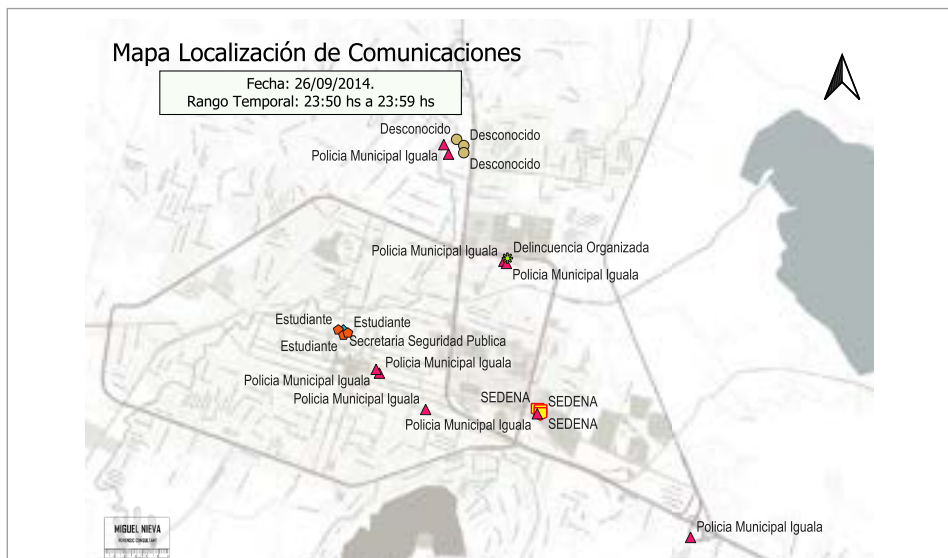 Mapa Localización de Comunicaciones
Fecha: 26/09/2014.
Rango Temporal: 23:50 hs a 23:59 hs
Desconocido
Desconocido
Policia Municipal Iguala
Desconocido
Policia Municipal Iguala
Delincuencia Organizada
Policia Municipal Iguala
Estudiante
Estudiante
Estudiante
Secretaria Seguridad Publica
Policia Municipal Iguala
Policia Municipal Iguala
Policia Municipal Iguala
SEDENA
SEDENA
Policia Municipal Iguala
SEDENA
Policia Municipal Iguala
MIGUEL NIEVA
FORENSIC CONSULTANT